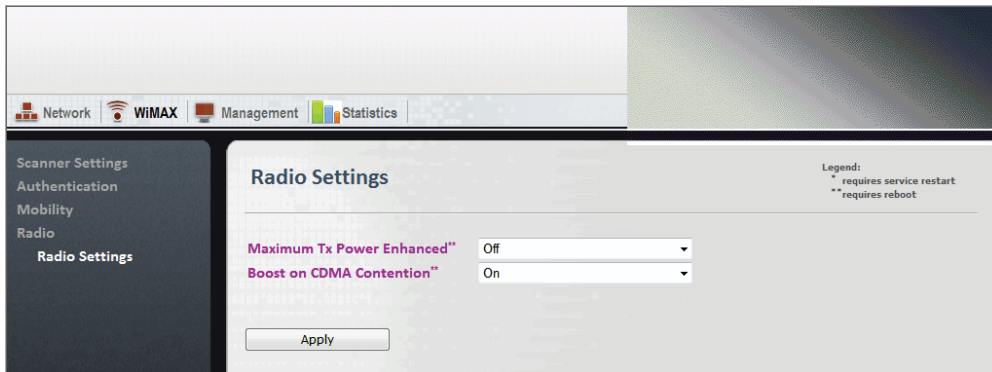 Network WiMAX Management Statistics
Scanner Settings
Authentication
Mobility
Radio
Radio Settings
Radio Settings
Legend:
* requires service restart
** requires reboot
Maximum Tx Power Enhanced** Off
Boost on CDMA Contention** On
Apply